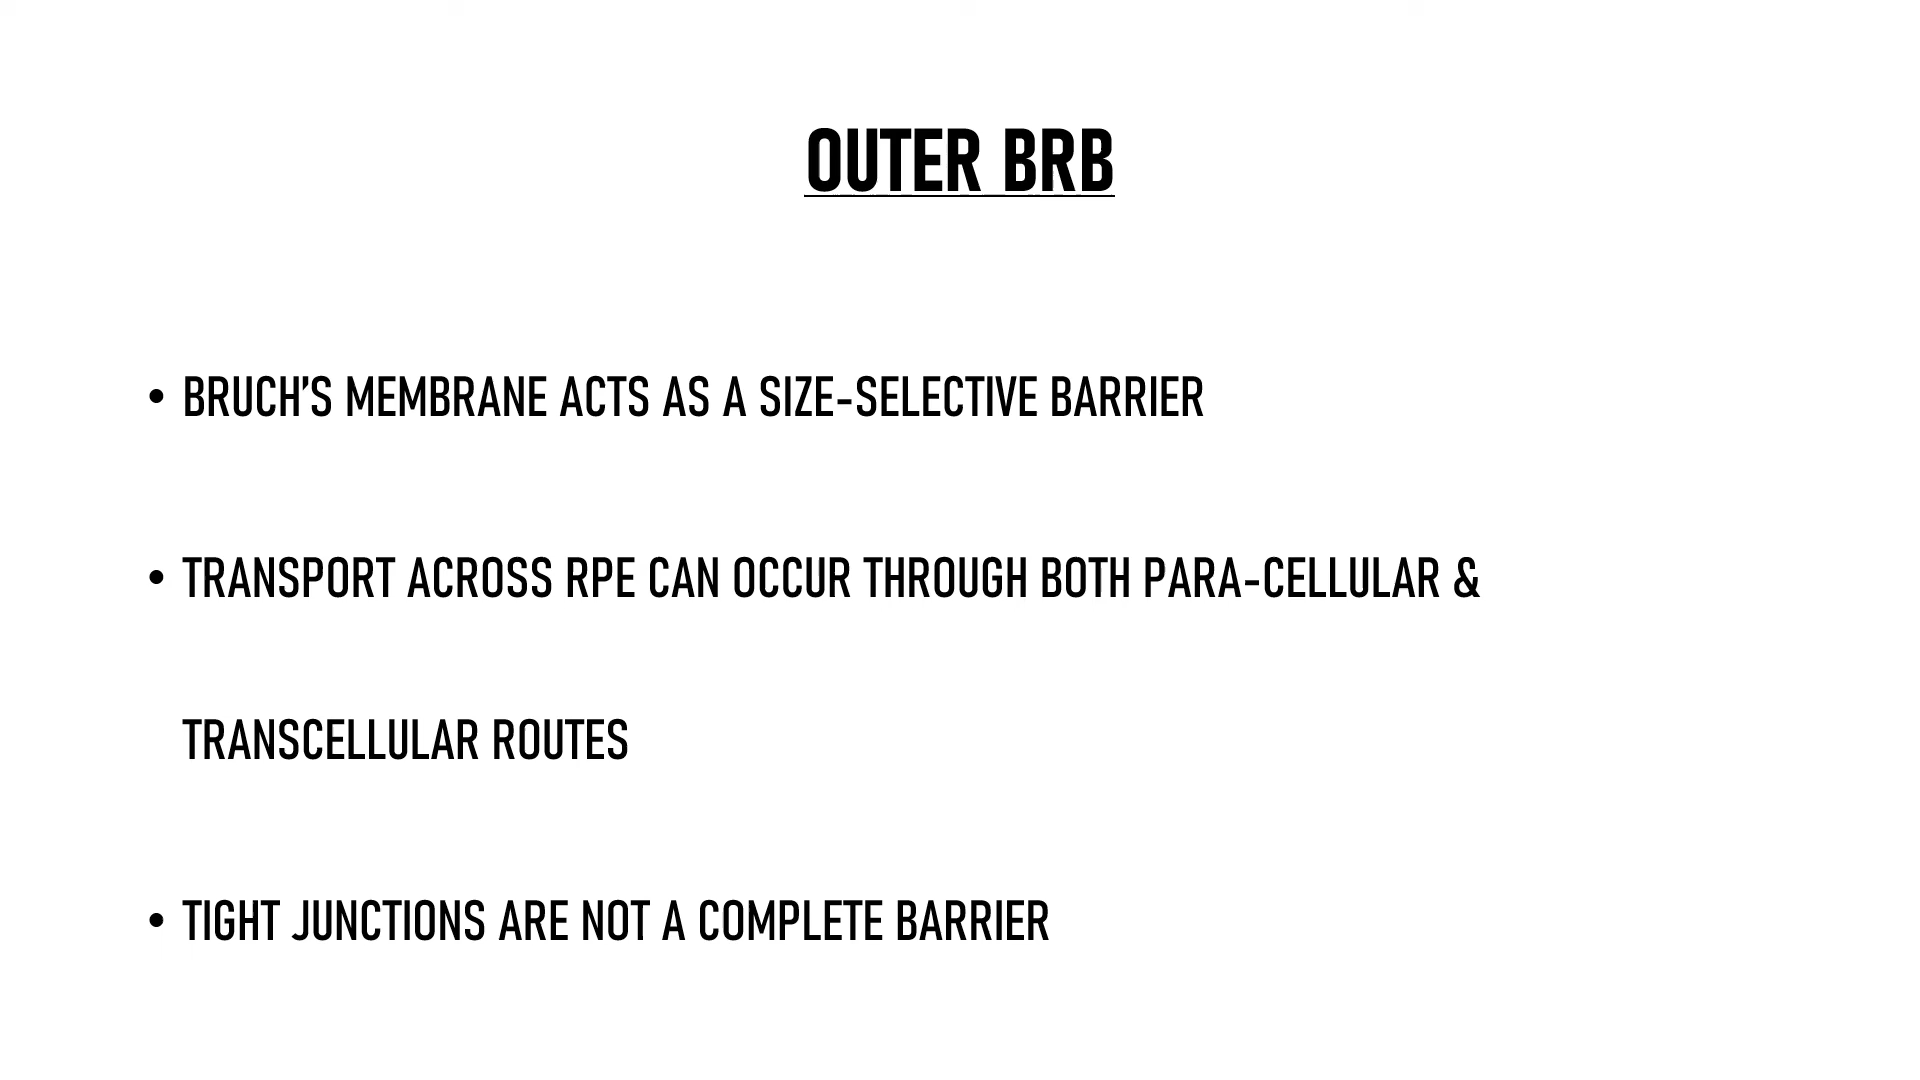 OUTER BRB
• BRUCH’S MEMBRANE ACTS AS A SIZE-SELECTIVE BARRIER
• TRANSPORT ACROSS RPE CAN OCCUR THROUGH BOTH PARA-CELLULAR &
TRANSCELLULAR ROUTES
• TIGHT JUNCTIONS ARE NOT A COMPLETE BARRIER